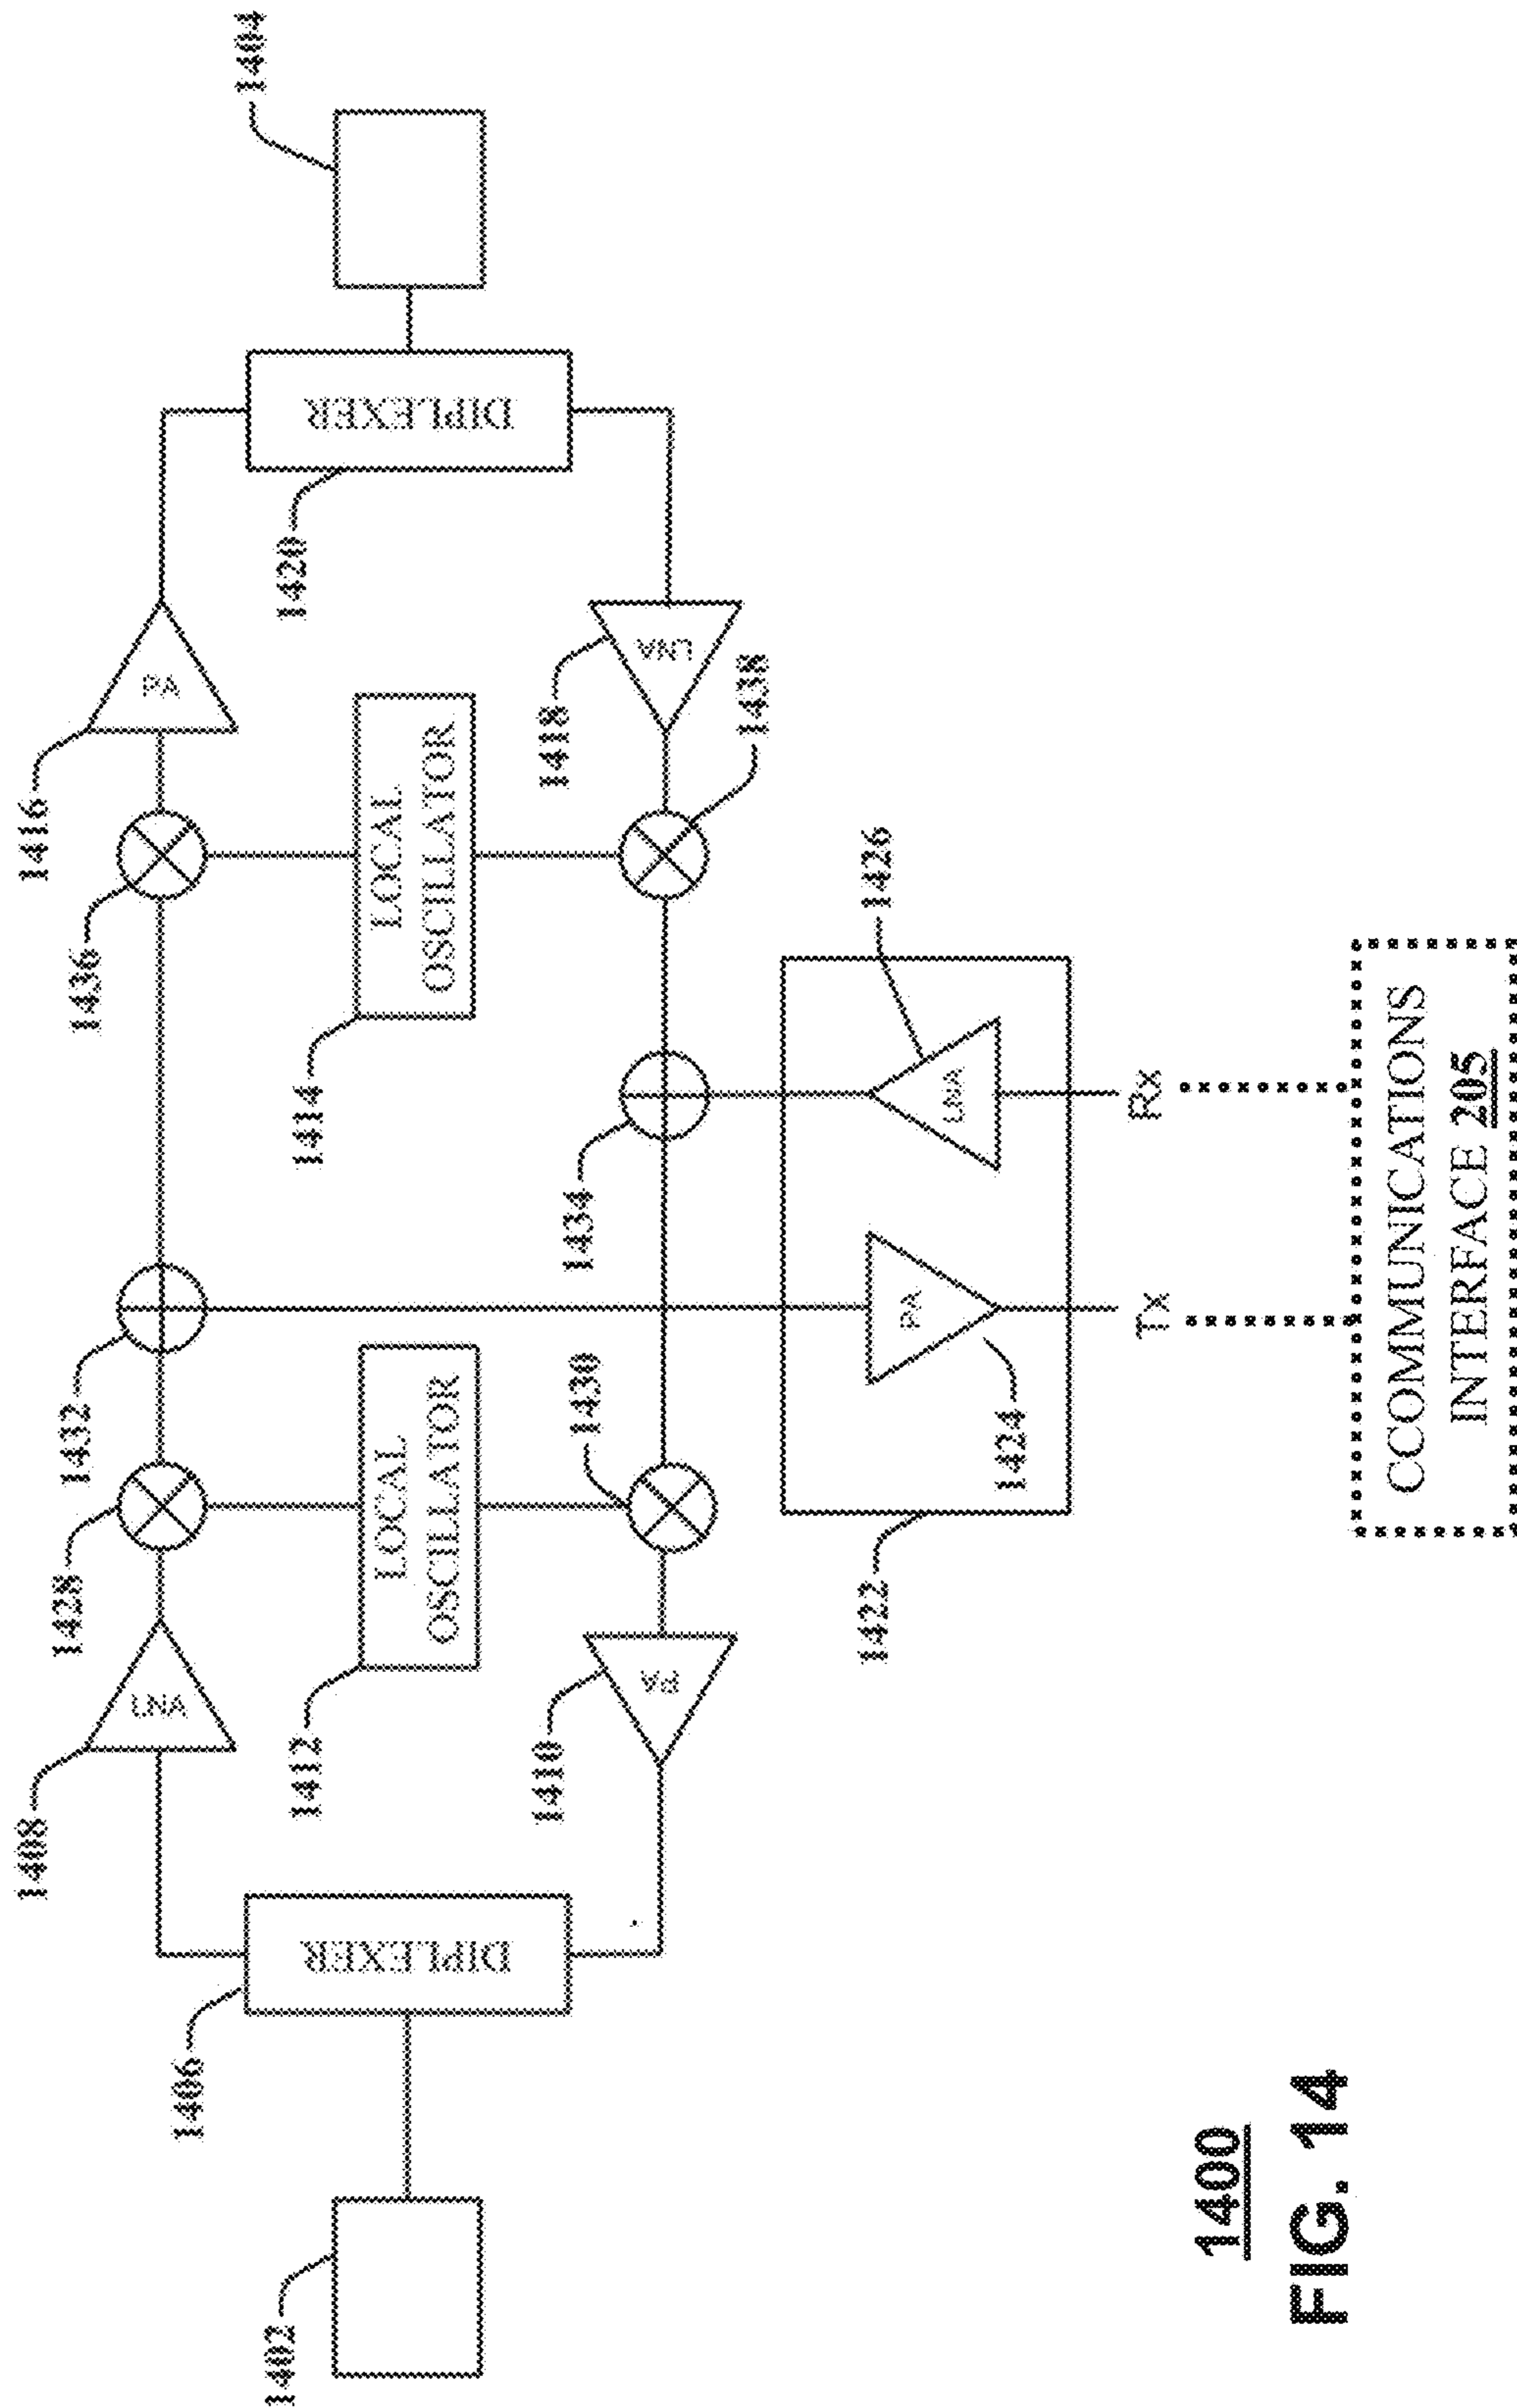 1408
1416
1428
1432
1436
LNA
PA
1406
1404
1402
1412
1414
1420
DIPLEXER
LOCAL
OSCILLATOR
LOCAL
OSCILLATOR
DIPLEXER
1410
1430
1434
1418
PA
LNA
1438
1422
1426
PA
LNA
1424
Tx
Rx
1400
FIG. 14
CCOMMUNICATIONS
INTERFACE 205